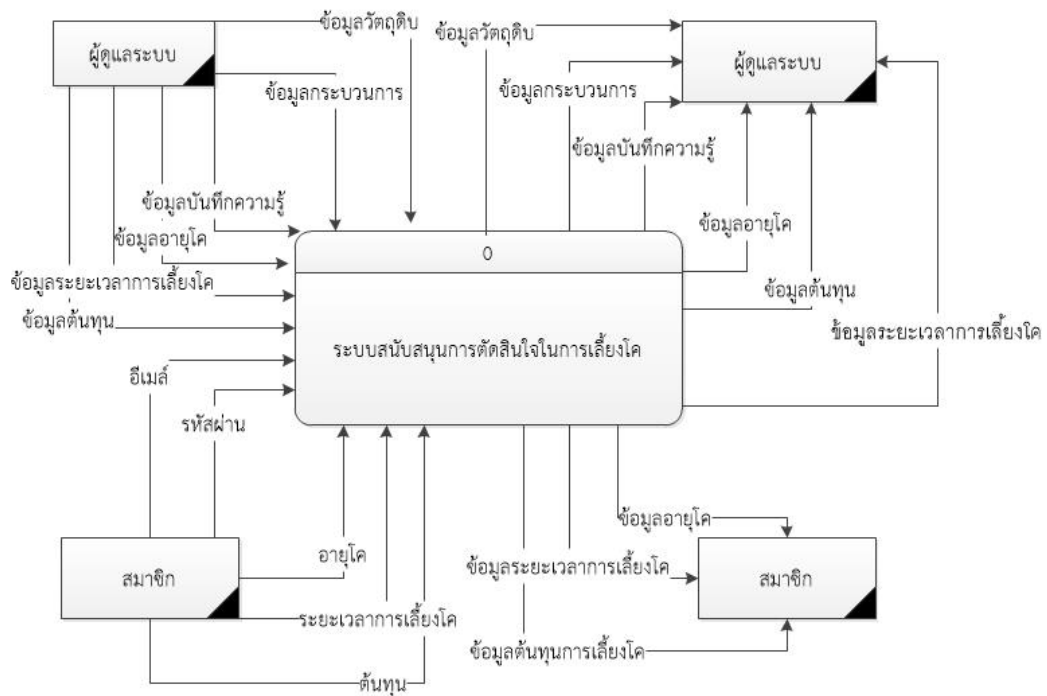 ข้อมูลวัตถุดิบ
ข้อมูลวัตถุดิบ
ผู้ดูแลระบบ
ผู้ดูแลระบบ
ข้อมูลกระบวนการ
ข้อมูลกระบวนการ
ข้อมูลบันทึกความรู้
ข้อมูลบันทึกความรู้
ข้อมูลอายุโค
ข้อมูลอายุโค
0
ข้อมูลระยะเวลาการเลี้ยงโค
ข้อมูลต้นทุน
ข้อมูลต้นทุน
ข้อมูลระยะเวลาการเลี้ยงโค
ระบบสนับสนุนการตัดสินใจในการเลี้ยงโค
อีเมล์
รหัสผ่าน
ข้อมูลอายุโค
อายุโค
ข้อมูลระยะเวลาการเลี้ยงโค
สมาชิก
สมาชิก
ระยะเวลาการเลี้ยงโค
ข้อมูลต้นทุนการเลี้ยงโค
ต้นทุน